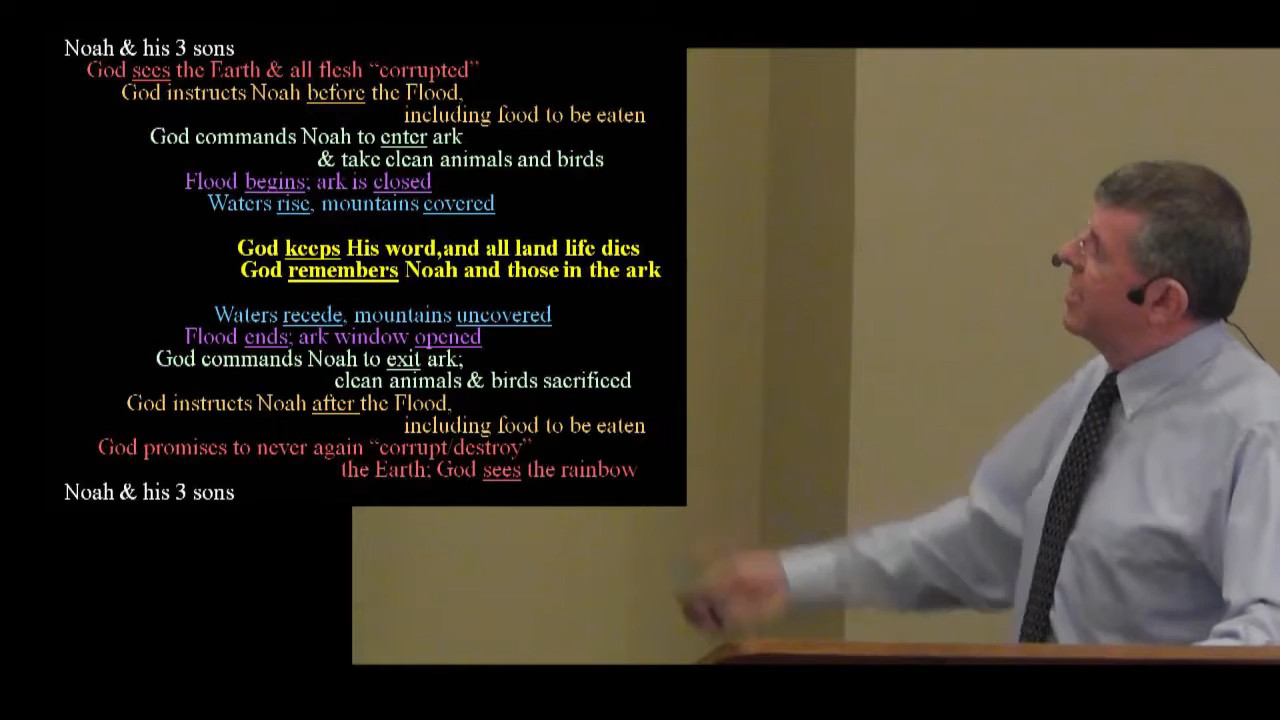 Noah & his 3 sons
God sees the Earth & all flesh “corrupted”
God instructs Noah before the Flood,
including food to be eaten
God commands Noah to enter ark
& take clean animals and birds
Flood begins; ark is closed
Waters rise, mountains covered
God keeps His word,and all land life dies
God remembers Noah and those in the ark
Waters recede, mountains uncovered
Flood ends; ark window opened
God commands Noah to exit ark;
clean animals & birds sacrificed
God instructs Noah after the Flood,
including food to be eaten
God promises to never again “corrupt/destroy”
the Earth; God sees the rainbow
Noah & his 3 sons